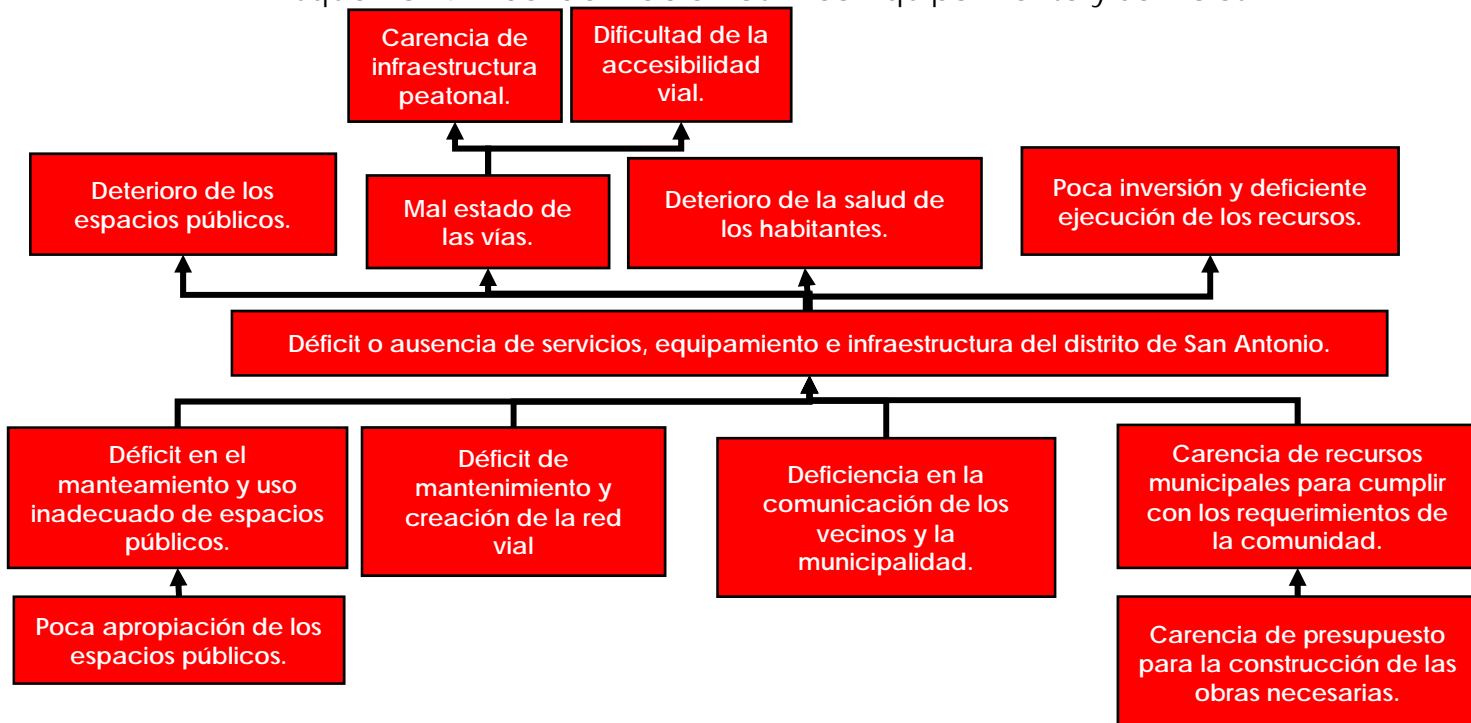 Carencia de
infraestructura
peatonal.
Dificultad de la
accesibilidad
vial.
Deterioro de los
espacios públicos.
Mal estado de
las vías.
Deterioro de la salud de
los habitantes.
Poca inversión y deficiente
ejecución de los recursos.
Déficit o ausencia de servicios, equipamiento e infraestructura del distrito de San Antonio.
Déficit en el
manteamiento y uso
inadecuado de espacios
públicos.
Déficit de
mantenimiento y
creación de la red
vial
Deficiencia en la
comunicación de los
vecinos y la
municipalidad.
Carencia de recursos
municipales para cumplir
con los requerimientos de
la comunidad.
Poca apropiación de los
espacios públicos.
Carencia de presupuesto
para la construcción de las
obras necesarias.